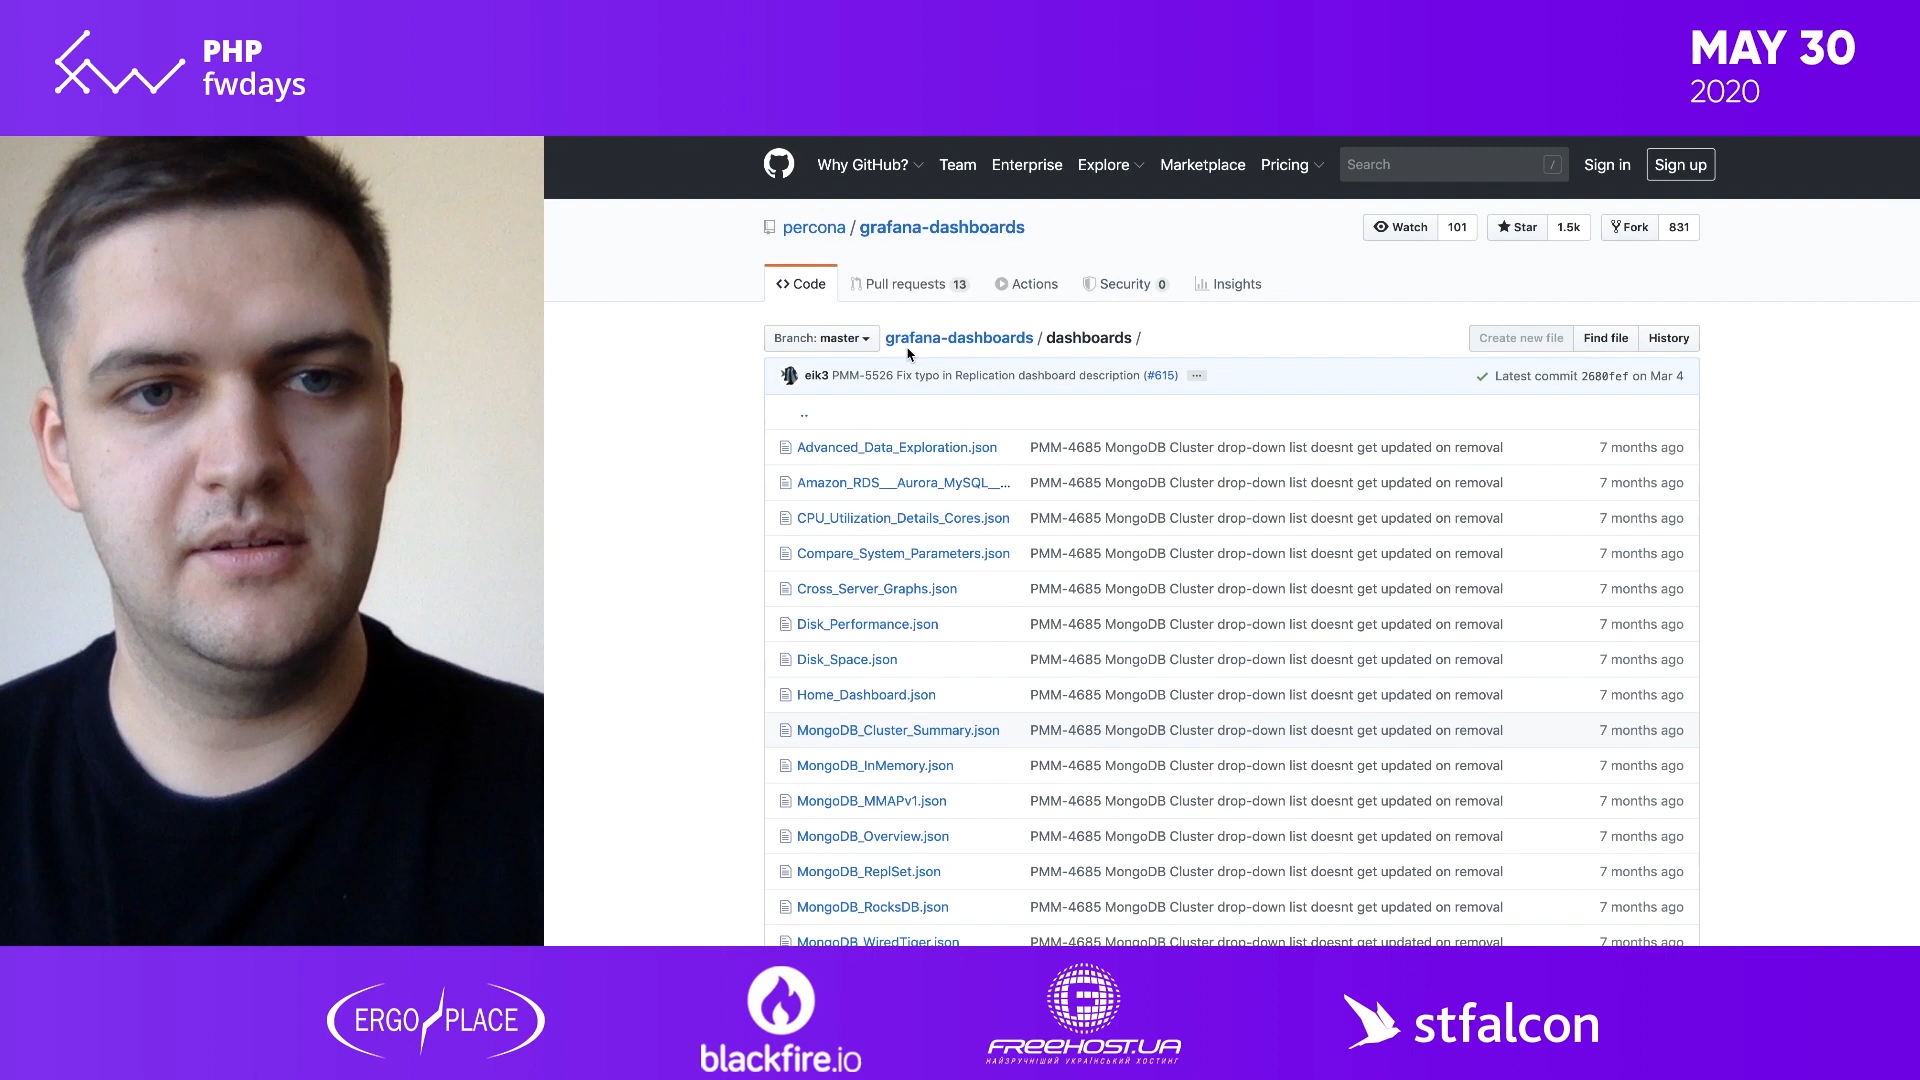 PHP
fwdays
MAY 30
2020
Why GitHub? Team Enterprise Explore Marketplace Pricing Search / Sign in Sign up
percona / grafana-dashboards
Watch 101 Star 1.5k Fork 831
Code Pull requests 13 Actions Security 0 Insights
Branch: master grafana-dashboards / dashboards / Create new file Find file History
eik3 PMM-5526 Fix typo in Replication dashboard description (#615) ... Latest commit 2680fef on Mar 4
..
Advanced_Data_Exploration.json PMM-4685 MongoDB Cluster drop-down list doesnt get updated on removal 7 months ago
Amazon_RDS__Aurora_MySQL__... PMM-4685 MongoDB Cluster drop-down list doesnt get updated on removal 7 months ago
CPU_Utilization_Details_Cores.json PMM-4685 MongoDB Cluster drop-down list doesnt get updated on removal 7 months ago
Compare_System_Parameters.json PMM-4685 MongoDB Cluster drop-down list doesnt get updated on removal 7 months ago
Cross_Server_Graphs.json PMM-4685 MongoDB Cluster drop-down list doesnt get updated on removal 7 months ago
Disk_Performance.json PMM-4685 MongoDB Cluster drop-down list doesnt get updated on removal 7 months ago
Disk_Space.json PMM-4685 MongoDB Cluster drop-down list doesnt get updated on removal 7 months ago
Home_Dashboard.json PMM-4685 MongoDB Cluster drop-down list doesnt get updated on removal 7 months ago
MongoDB_Cluster_Summary.json PMM-4685 MongoDB Cluster drop-down list doesnt get updated on removal 7 months ago
MongoDB_InMemory.json PMM-4685 MongoDB Cluster drop-down list doesnt get updated on removal 7 months ago
MongoDB_MMAPv1.json PMM-4685 MongoDB Cluster drop-down list doesnt get updated on removal 7 months ago
MongoDB_Overview.json PMM-4685 MongoDB Cluster drop-down list doesnt get updated on removal 7 months ago
MongoDB_ReplSet.json PMM-4685 MongoDB Cluster drop-down list doesnt get updated on removal 7 months ago
MongoDB_RocksDB.json PMM-4685 MongoDB Cluster drop-down list doesnt get updated on removal 7 months ago
MongoDB_WiredTiger.json PMM-4685 MongoDB Cluster drop-down list doesnt get updated on removal 7 months ago
ERGO PLACE
blackfire.io
FREEHOST.UA
НАЙЗРУЧНІШИЙ УКРАЇНСЬКИЙ ХОСТИНГ
stfalcon